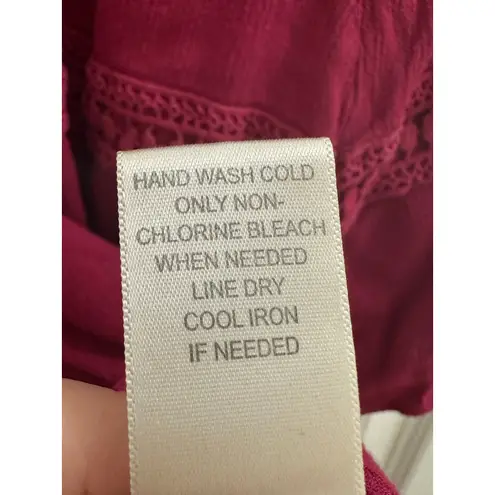 HAND WASH COLD
ONLY NON-
CHLORINE BLEACH
WHEN NEEDED
LINE DRY
COOL IRON
IF NEEDED